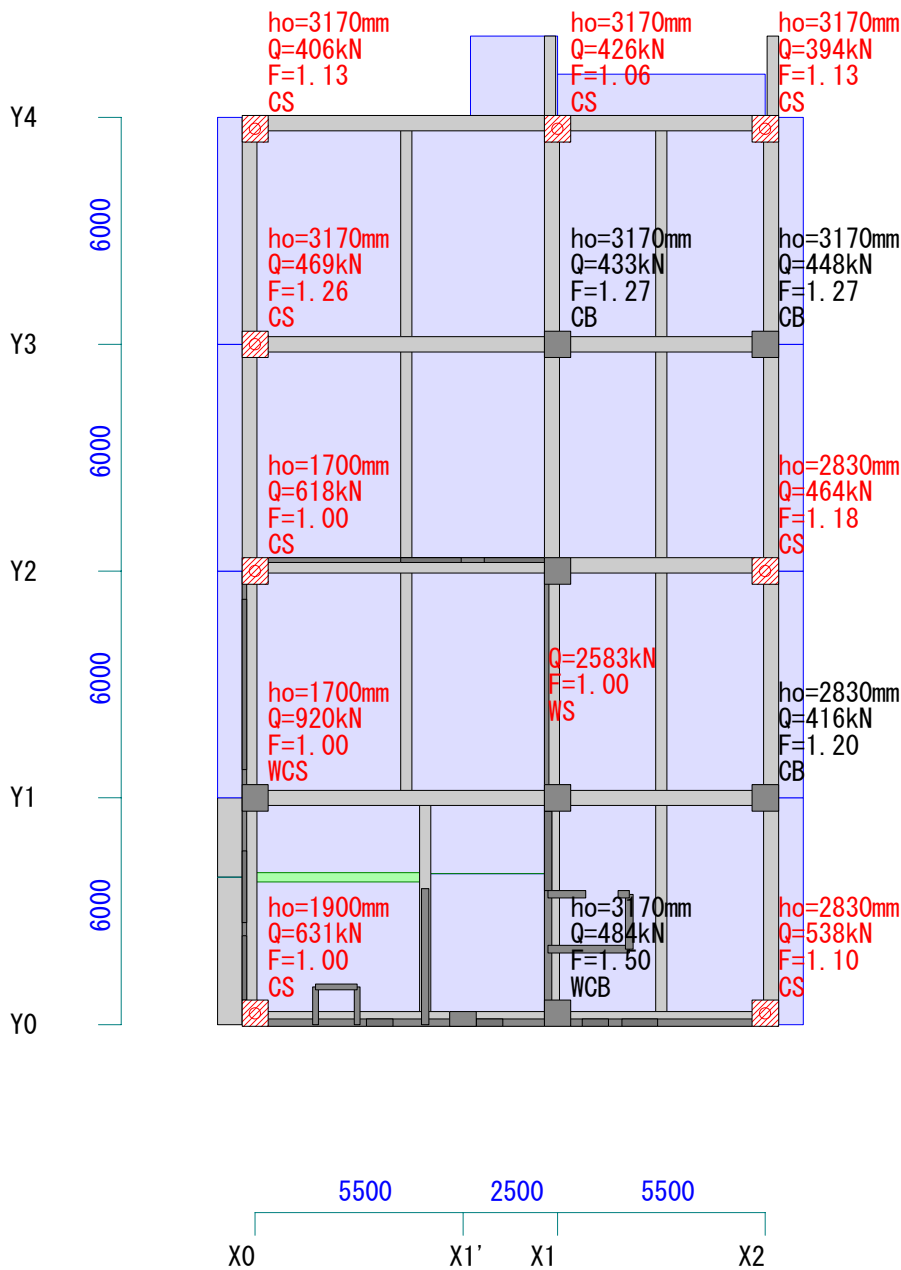 ho=3170mm
Q=406kN
F=1.13
CS
ho=3170mm
Q=426kN
F=1.06
CS
ho=3170mm
Q=394kN
F=1.13
CS
Y4
6000
ho=3170mm
Q=469kN
F=1.26
CS
ho=3170mm
Q=433kN
F=1.27
CB
ho=3170mm
Q=448kN
F=1.27
CB
Y3
6000
ho=1700mm
Q=618kN
F=1.00
CS
ho=2830mm
Q=464kN
F=1.18
CS
Y2
6000
Q=2583kN
F=1.00
WS
ho=1700mm
Q=920kN
F=1.00
WCS
ho=2830mm
Q=416kN
F=1.20
CB
Y1
6000
ho=1900mm
Q=631kN
F=1.00
CS
ho=3170mm
Q=484kN
F=1.50
WCB
ho=2830mm
Q=538kN
F=1.10
CS
Y0
5500
2500
5500
X0
X1'
X1
X2